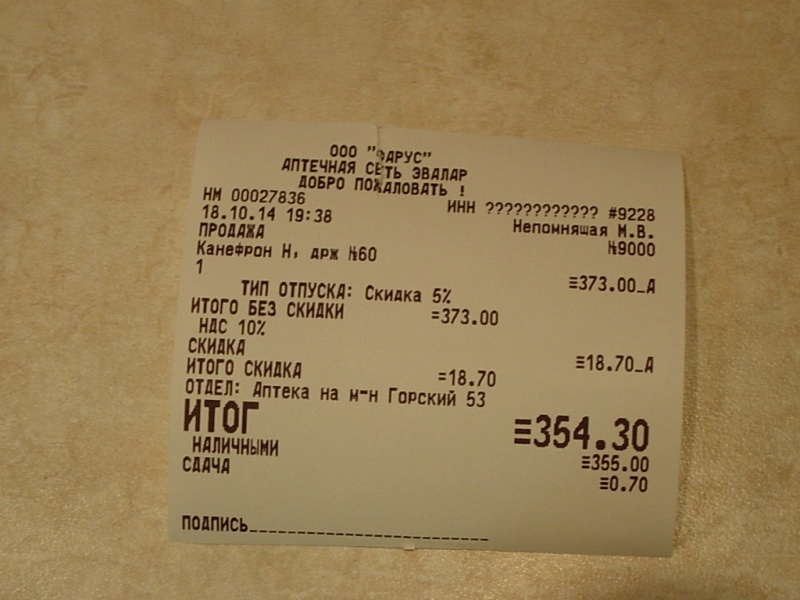 ООО "ФАРУС"
АПТЕЧНАЯ СЕТЬ ЭВАЛАР
ДОБРО ПОЖАЛОВАТЬ !
НМ 00027836 ИНН ???????????? #9228
18.10.14 19:38 Непомнящая М.В.
ПРОДАЖА №9000
Канефрон Н, држ №60
1 ≡373.00_А
ТИП ОТПУСКА: Скидка 5%
ИТОГО БЕЗ СКИДКИ =373.00
НДС 10%
СКИДКА ≡18.70_А
ИТОГО СКИДКА =18.70
ОТДЕЛ: Аптека на м-н Горский 53
ИТОГ ≡354.30
НАЛИЧНЫМИ ≡355.00
СДАЧА ≡0.70
ПОДПИСЬ_________________________